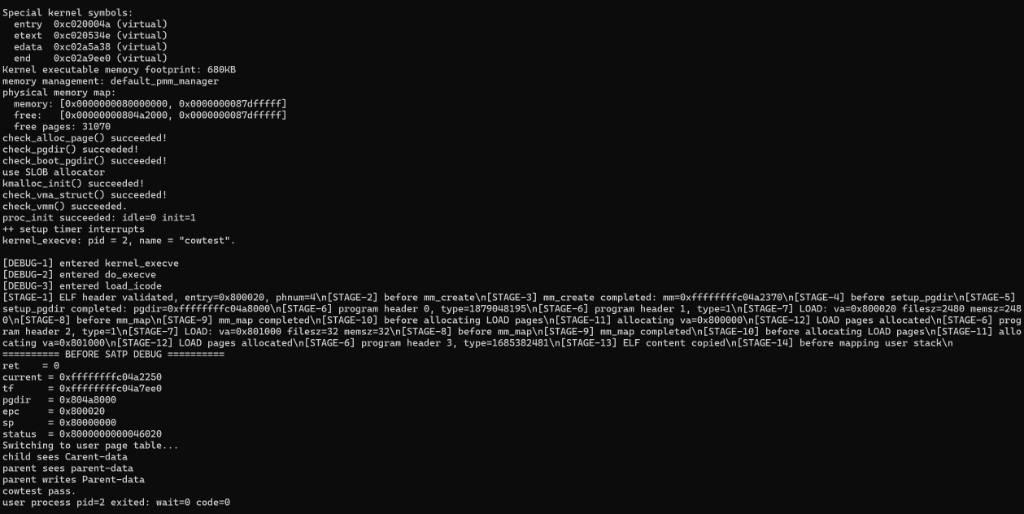 Special kernel symbols:
  entry  0xc020004a (virtual)
  etext  0xc020534e (virtual)
  edata  0xc02a5a38 (virtual)
  end    0xc02a9ee0 (virtual)
Kernel executable memory footprint: 680KB
memory management: default_pmm_manager
physical memory map:
  memory: [0x0000000080000000, 0x0000000087dfffff]
  free:   [0x00000000804a2000, 0x0000000087dfffff]
  free pages: 31070
check_alloc_page() succeeded!
check_pgdir() succeeded!
check_boot_pgdir() succeeded!
use SLOB allocator
kmalloc_init() succeeded!
check_vma_struct() succeeded!
check_vmm() succeeded.
proc_init succeeded: idle=0 init=1
++ setup timer interrupts
kernel_execve: pid = 2, name = "cowtest".
[DEBUG-1] entered kernel_execve
[DEBUG-2] entered do_execve
[DEBUG-3] entered load_icode
[STAGE-1] ELF header validated, entry=0x800020, phnum=4\n[STAGE-2] before mm_create\n[STAGE-3] mm_create completed: mm=0xffffffffc04a2370\n[STAGE-4] before setup_pgdir\n[STAGE-5]
setup_pgdir completed: pgdir=0xffffffffc04a8000\n[STAGE-6] program header 0, type=1879048195\n[STAGE-6] program header 1, type=1\n[STAGE-7] LOAD: va=0x800020 filesz=2480 memsz=248
0\n[STAGE-8] before mm_map\n[STAGE-9] mm_map completed\n[STAGE-10] before allocating LOAD pages\n[STAGE-11] allocating va=0x800000\n[STAGE-12] LOAD pages allocated\n[STAGE-6] prog
ram header 2, type=1\n[STAGE-7] LOAD: va=0x801000 filesz=32 memsz=32\n[STAGE-8] before mm_map\n[STAGE-9] mm_map completed\n[STAGE-10] before allocating LOAD pages\n[STAGE-11] allo
cating va=0x801000\n[STAGE-12] LOAD pages allocated\n[STAGE-6] program header 3, type=1685382481\n[STAGE-13] ELF content copied\n[STAGE-14] before mapping user stack\n
========== BEFORE SATP DEBUG ==========
ret     = 0
current = 0xffffffffc04a2250
tf      = 0xffffffffc04a7ee0
pgdir   = 0x804a8000
epc     = 0x800020
sp      = 0x80000000
status  = 0x8000000000046020
Switching to user page table...
child sees Carent-data
parent sees parent-data
parent writes Parent-data
cowtest pass.
user process pid=2 exited: wait=0 code=0